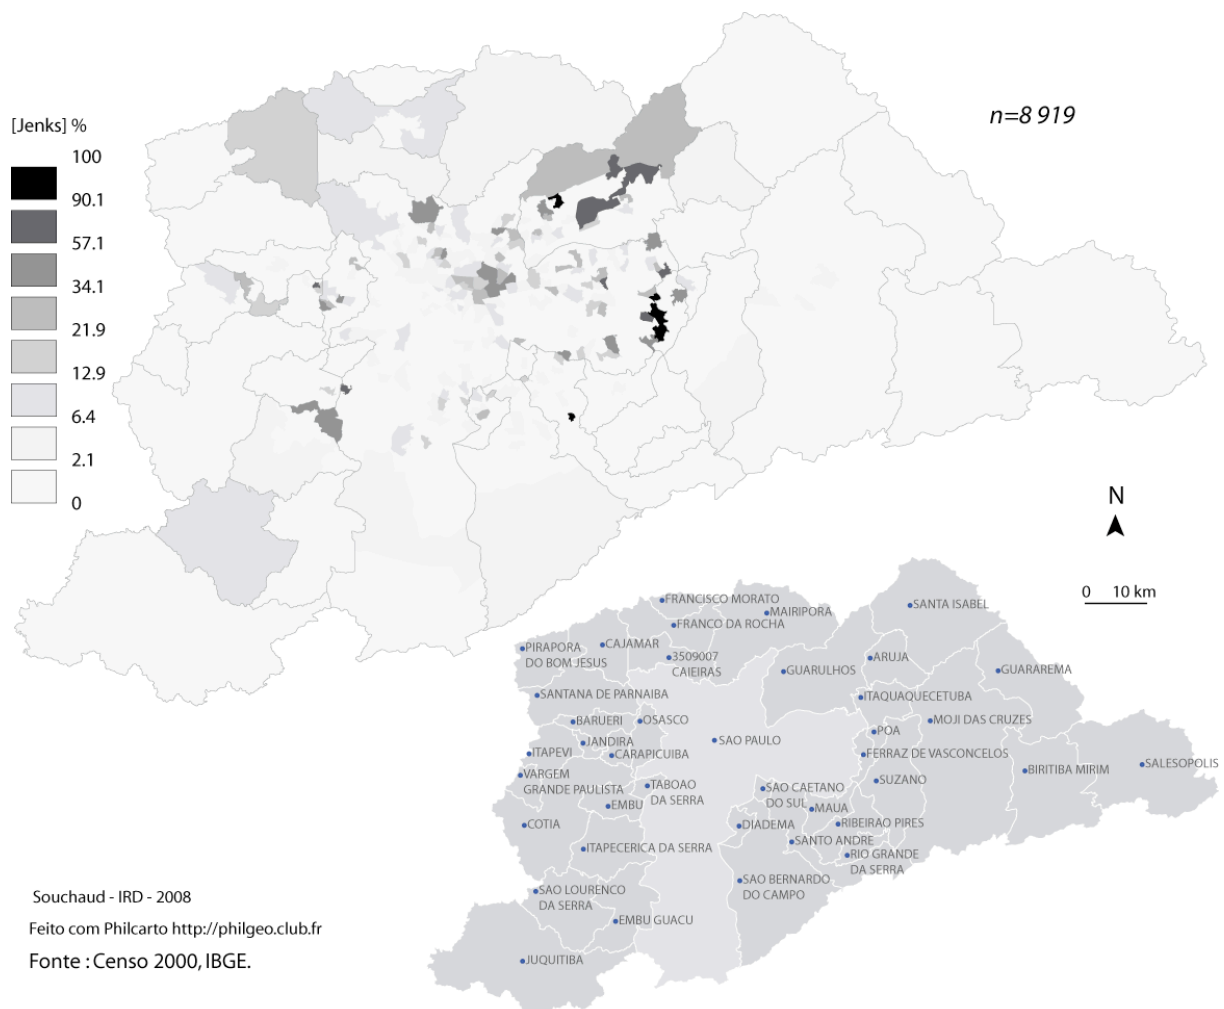 n=8 919
[Jenks] %
100
90.1
57.1
34.1
21.9
12.9
6.4
2.1
0
N
0 10 km
FRANCISCO MORATO
MAIRIPORA
SANTA ISABEL
FRANCO DA ROCHA
PIRAPORA
DO BOM JESUS
CAJAMAR
3509007
CAIEIRAS
GUARULHOS
ARUJA
GUARAREMA
SANTANA DE PARNAIBA
ITAQUAQUECETUBA
BARUERI
OSASCO
MOJI DAS CRUZES
SAO PAULO
POA
JANDIRA
ITAPEVI
CARAPICUIBA
FERRAZ DE VASCONCELOS
SALESOPOLIS
BIRITIBA MIRIM
VARGEM
GRANDE PAULISTA
TABOAO
DA SERRA
SAO CAETANO
DO SUL
SUZANO
EMBU
MAUA
COTIA
DIADEMA
RIBEIRAO PIRES
ITAPECERICA DA SERRA
SANTO ANDRE
RIO GRANDE
DA SERRA
SAO LOURENCO
DA SERRA
SAO BERNARDO
DO CAMPO
EMBU GUACU
JUQUITIBA
Souchaud - IRD - 2008
Feito com Philcarto http://philgeo.club.fr
Fonte : Censo 2000, IBGE.